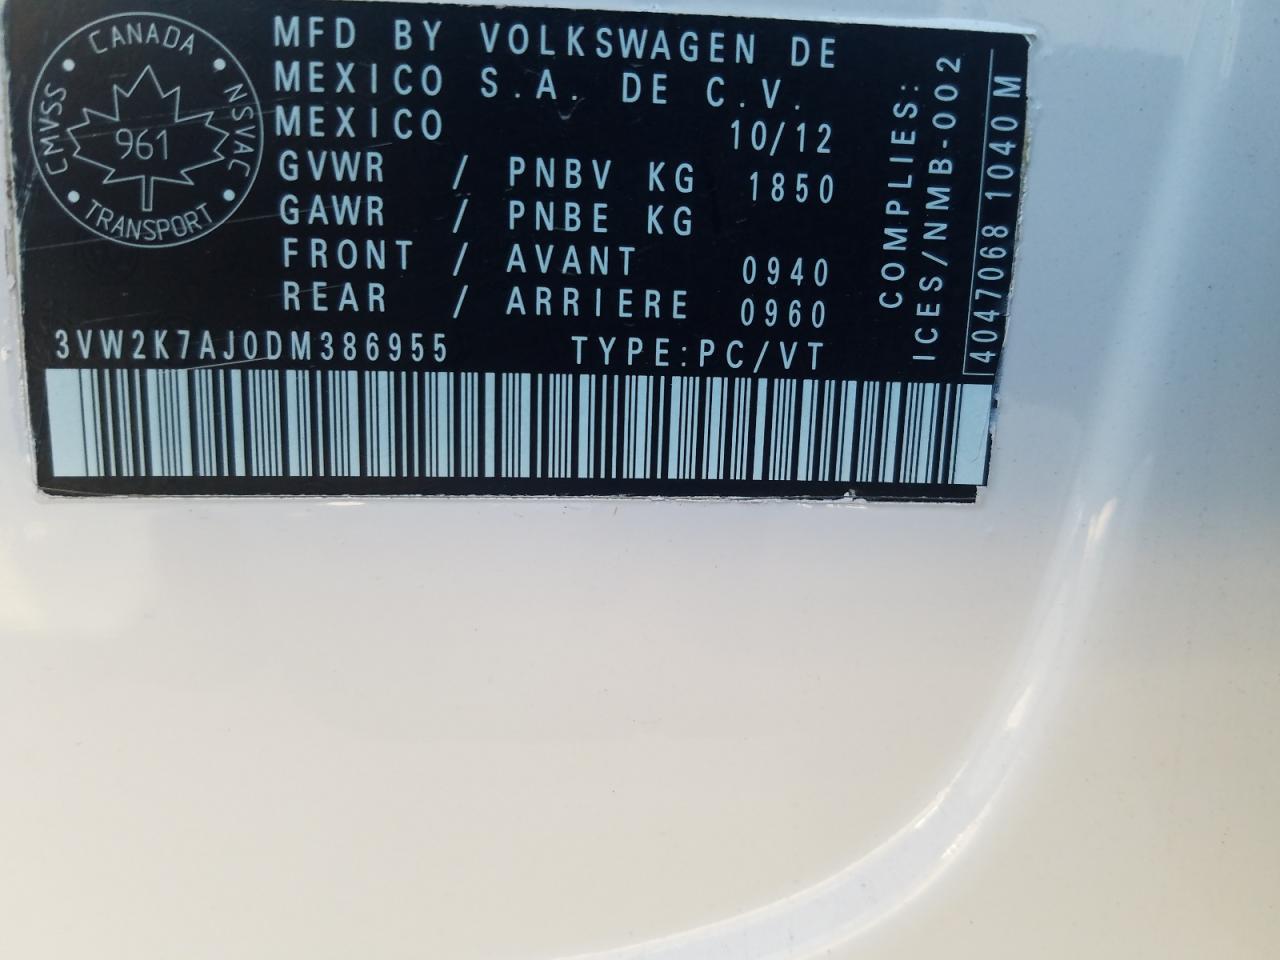 CANADA
CMVSS
NSVAC
961
TRANSPORT
MFD BY VOLKSWAGEN DE
MEXICO S.A. DE C.V.
MEXICO 10/12
GVWR / PNBV KG 1850
GAWR / PNBE KG
FRONT / AVANT 0940
REAR / ARRIERE 0960
3VW2K7AJ0DM386955 TYPE:PC/VT
COMPLIES:
ICES/NMB-002
4047068 1040 M